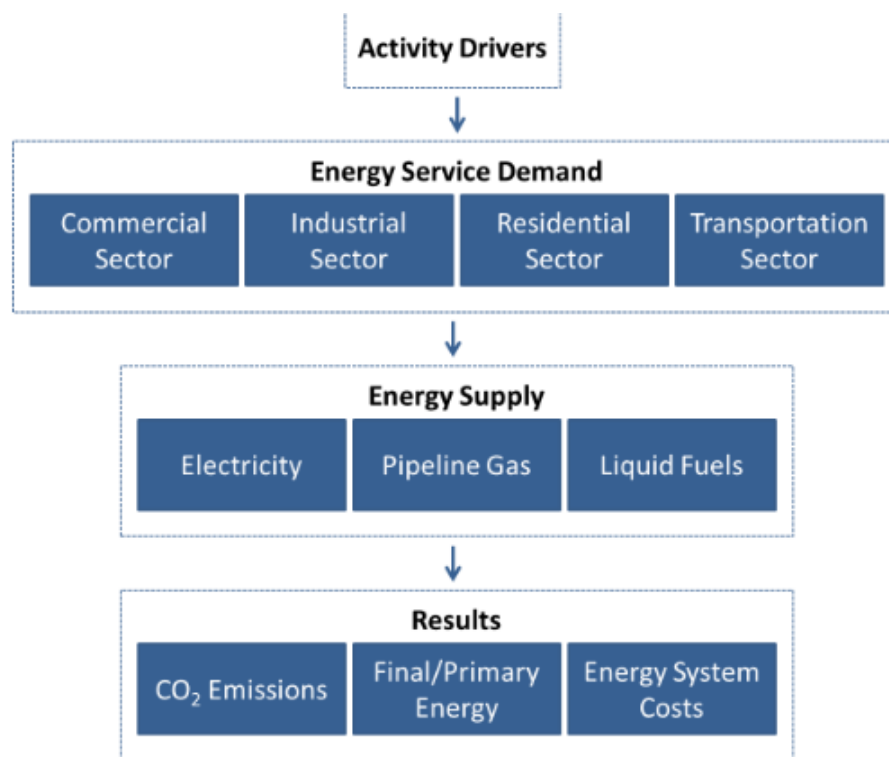 Activity Drivers
Energy Service Demand
Commercial
Sector
Industrial
Sector
Residential
Sector
Transportation
Sector
Energy Supply
Electricity
Pipeline Gas
Liquid Fuels
Results
CO₂ Emissions
Final/Primary
Energy
Energy System
Costs